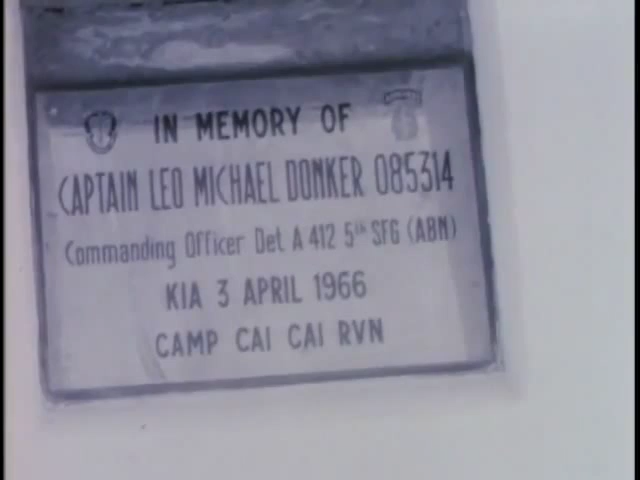 IN MEMORY OF
CAPTAIN LEO MICHAEL DONKER 085314
Commanding Officer Det A 412 5th SFG (ABN)
KIA 3 APRIL 1966
CAMP CAI CAI RVN